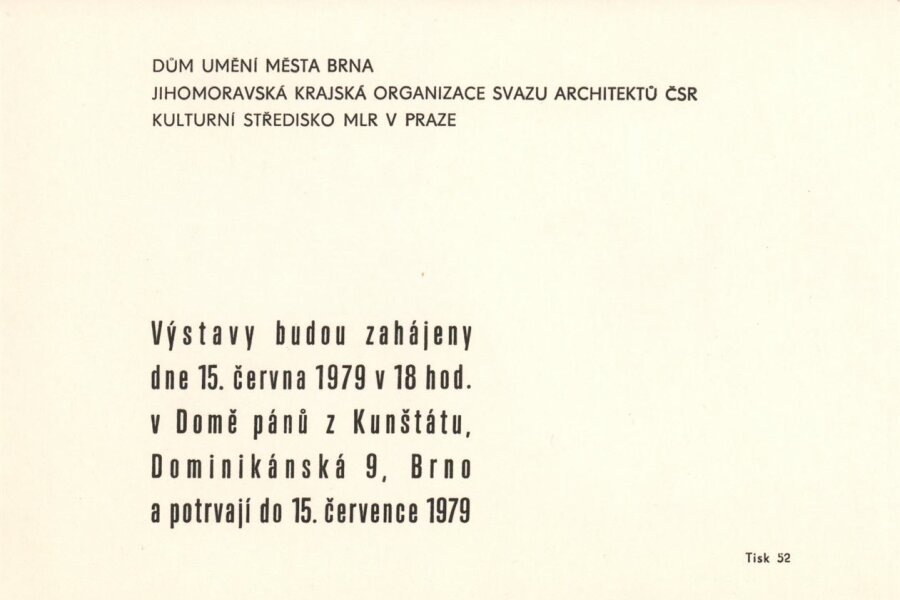 DŮM UMĚNÍ MĚSTA BRNA
JIHOMORAVSKÁ KRAJSKÁ ORGANIZACE SVAZU ARCHITEKTŮ ČSR
KULTURNÍ STŘEDISKO MLR V PRAZE
Výstavy budou zahájeny
dne 15. června 1979 v 18 hod.
v Domě pánů z Kunštátu,
Dominikánská 9, Brno
a potrvají do 15. července 1979
Tisk 52